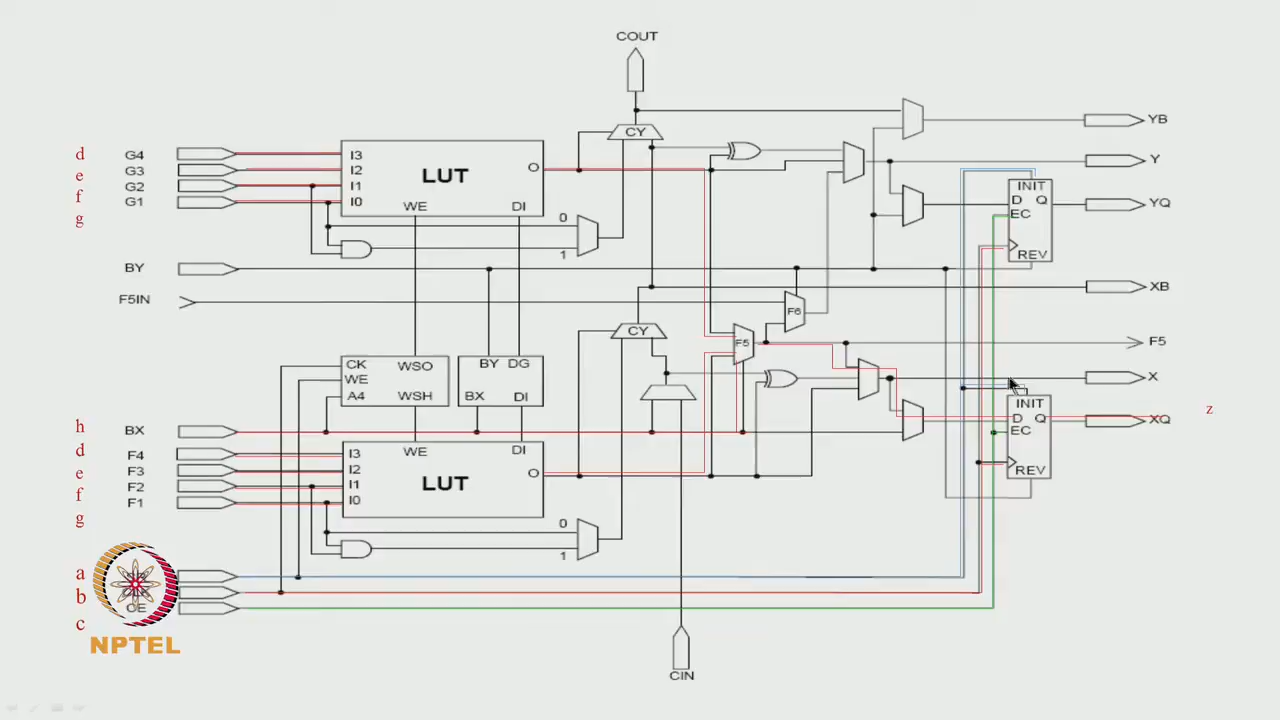 COUT
CY
YB
d G4 I3 LUT O
e G3 I2
f G2 I1
g G1 I0
WE DI
Y
INIT
D Q YQ
EC
REV
0
1
BY
F5IN
XB
F6
CY
F5 F5
CK WSO BY DG
WE
A4 WSH BX DI
X
INIT
D Q XQ z
EC
REV
h BX
d F4 I3 WE DI
e F3 I2 LUT O
f F2 I1
g F1 I0
0
1
a
b
c CE
NPTEL
CIN